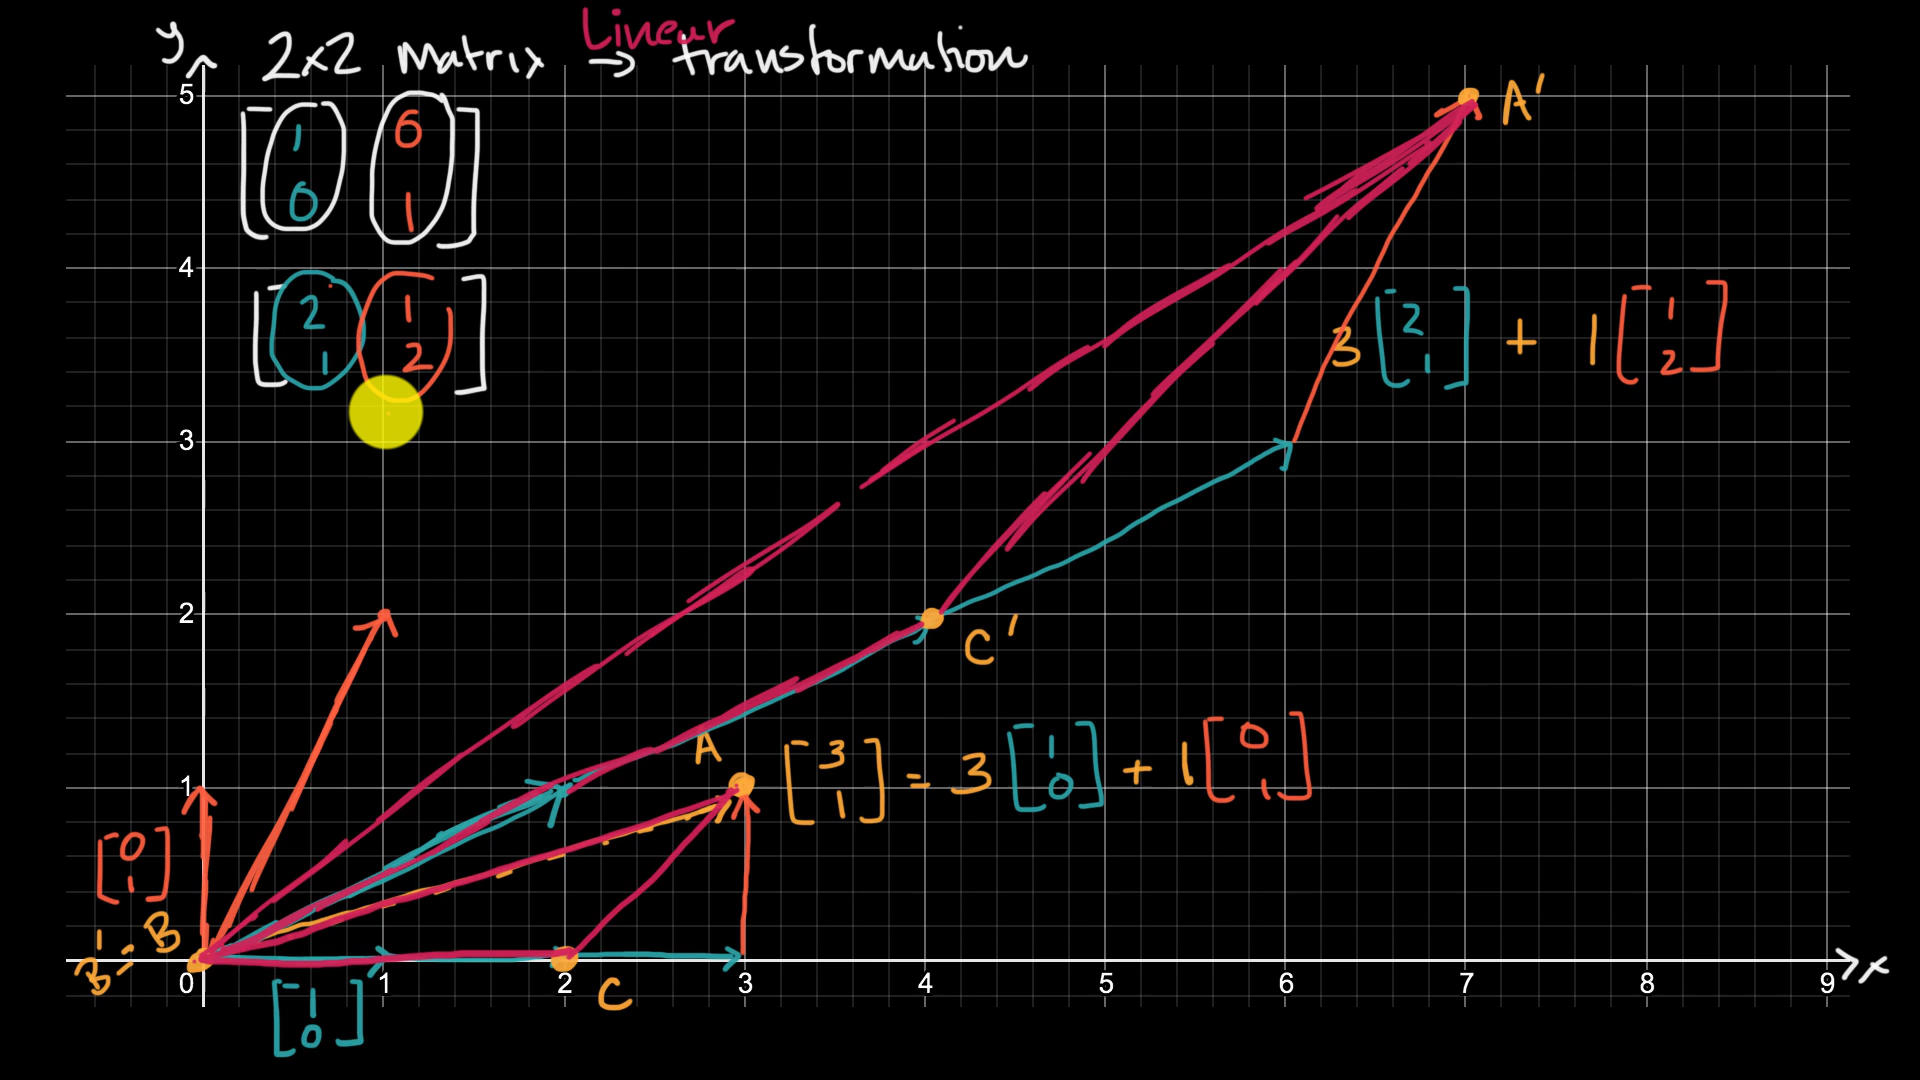 y 2x2 Matrix Linear → transformation
5
A'
[1 0
0 1]
4
[2 1
1 2]
3[2
1] + 1[1
2]
3
2
C'
A [3
1] = 3[1
0] + 1[0
1]
1
[0
1]
B' = B
0 1 2 3 4 5 6 7 8 9 x
[1
0]
C